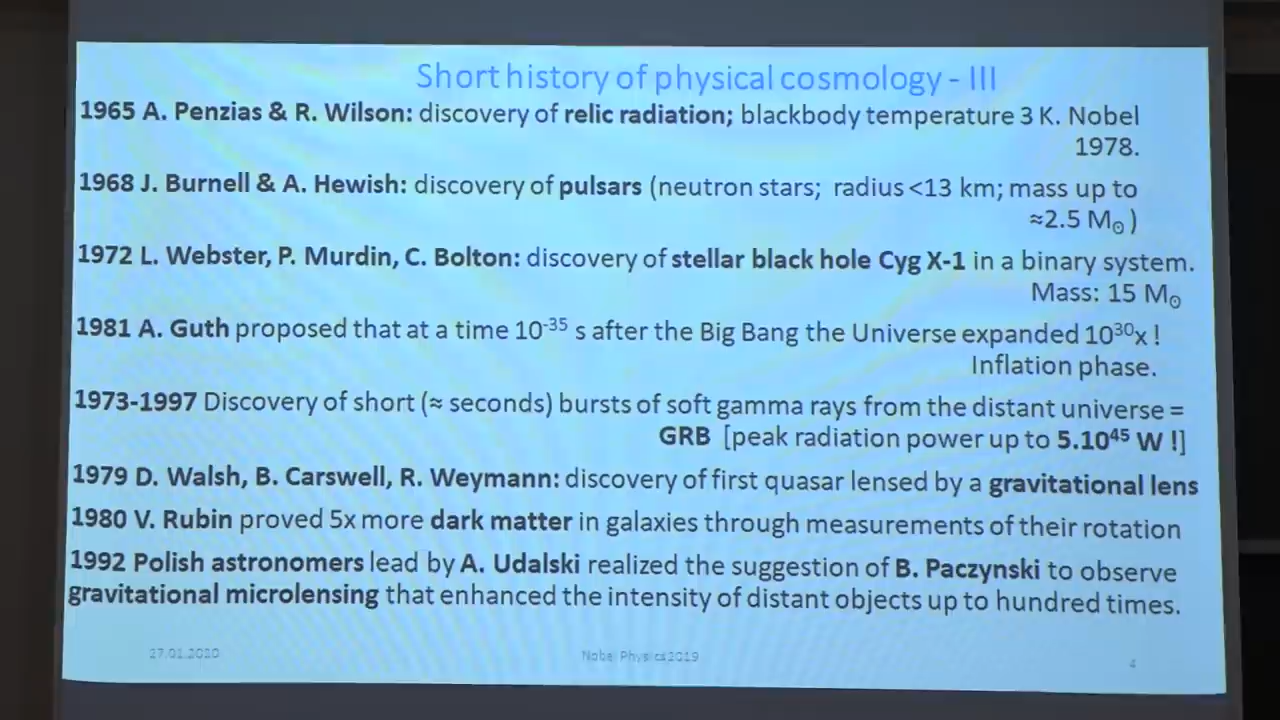 Short history of physical cosmology - III
1965 A. Penzias & R. Wilson: discovery of relic radiation; blackbody temperature 3 K. Nobel
1978.
1968 J. Burnell & A. Hewish: discovery of pulsars (neutron stars; radius <13 km; mass up to
≈2.5 M⊙)
1972 L. Webster, P. Murdin, C. Bolton: discovery of stellar black hole Cyg X-1 in a binary system.
Mass: 15 M⊙
1981 A. Guth proposed that at a time 10⁻³⁵ s after the Big Bang the Universe expanded 10³⁰x !
Inflation phase.
1973-1997 Discovery of short (≈ seconds) bursts of soft gamma rays from the distant universe =
GRB [peak radiation power up to 5.10⁴⁵ W !]
1979 D. Walsh, B. Carswell, R. Weymann: discovery of first quasar lensed by a gravitational lens
1980 V. Rubin proved 5x more dark matter in galaxies through measurements of their rotation
1992 Polish astronomers lead by A. Udalski realized the suggestion of B. Paczynski to observe
gravitational microlensing that enhanced the intensity of distant objects up to hundred times.
27.01.2020
Nobel Physics2019
4